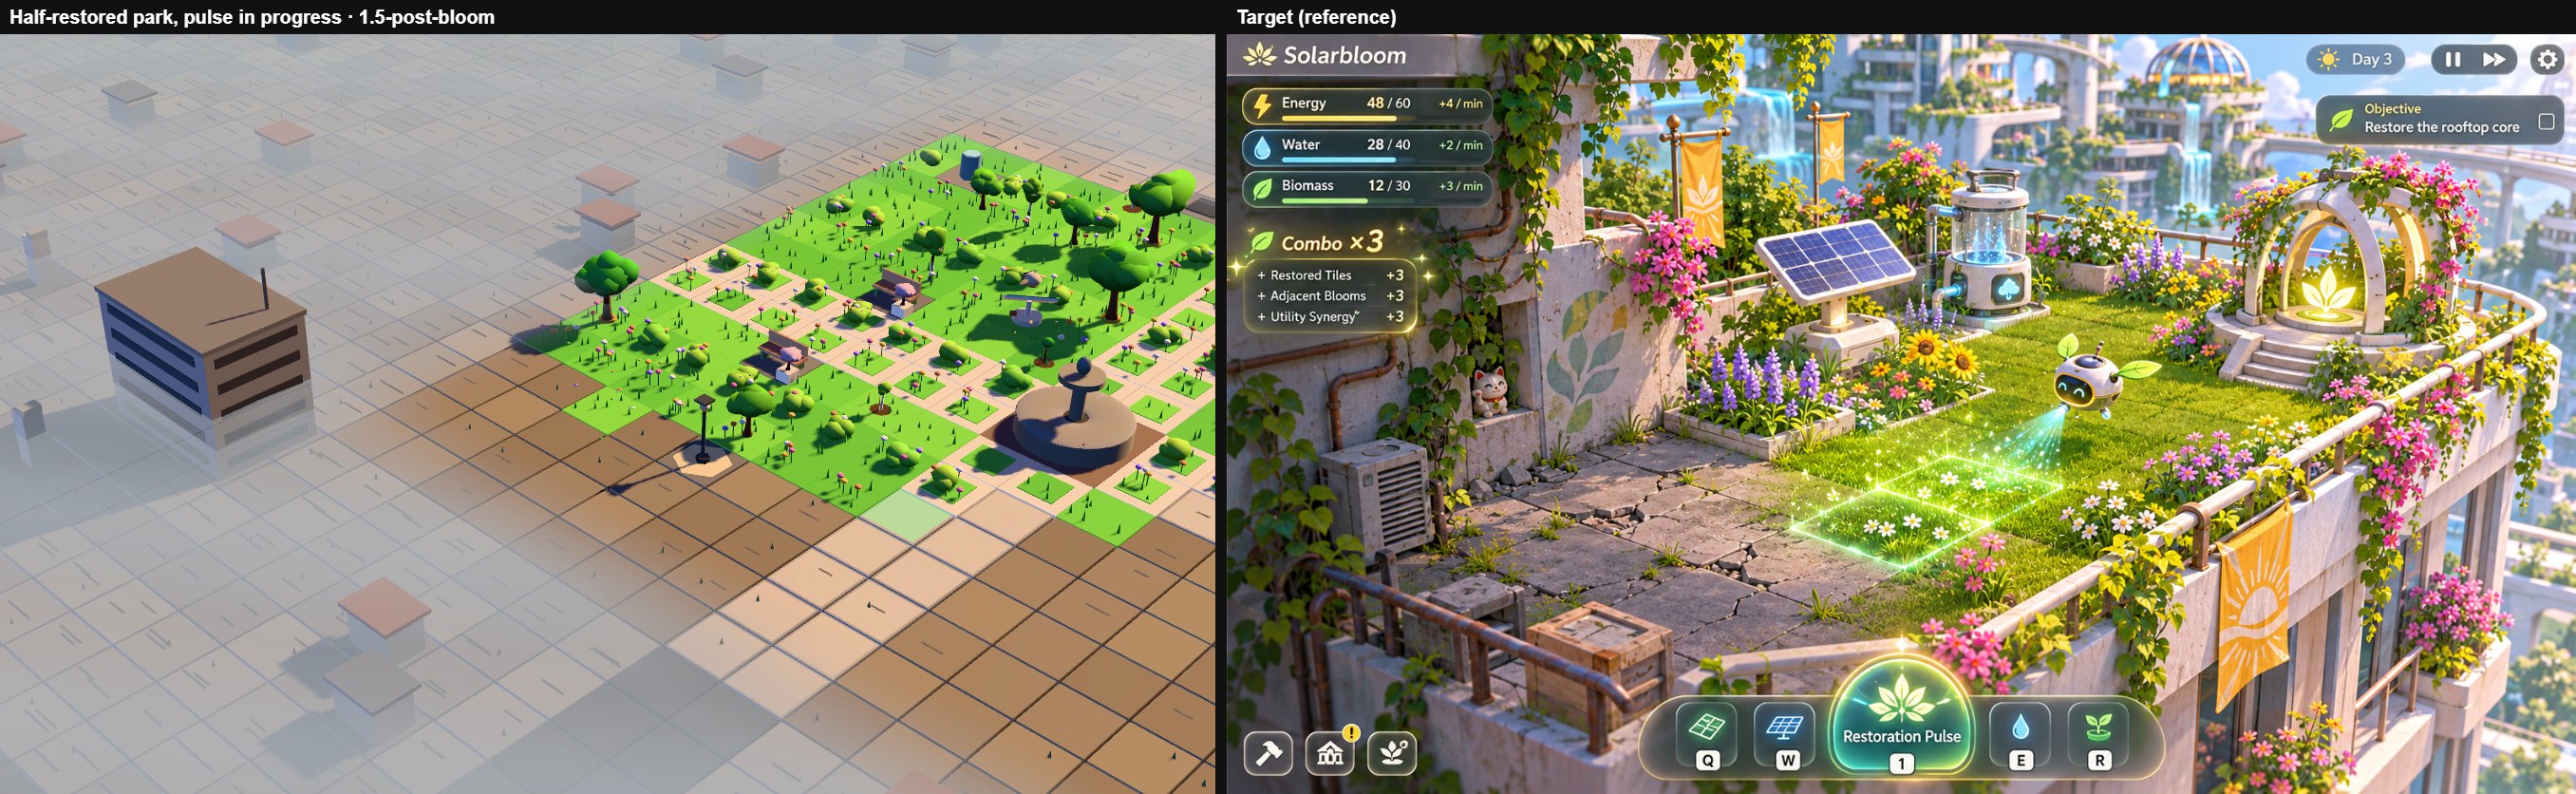 Half-restored park, pulse in progress · 1.5-post-bloom
Target (reference)
Solarbloom
Day 3
Energy 48 / 60 +4 / min
Water 28 / 40 +2 / min
Biomass 12 / 30 +3 / min
Objective
Restore the rooftop core
Combo ×3
+ Restored Tiles +3
+ Adjacent Blooms +3
+ Utility Synergy +3
!
Restoration Pulse
Q W 1 E R